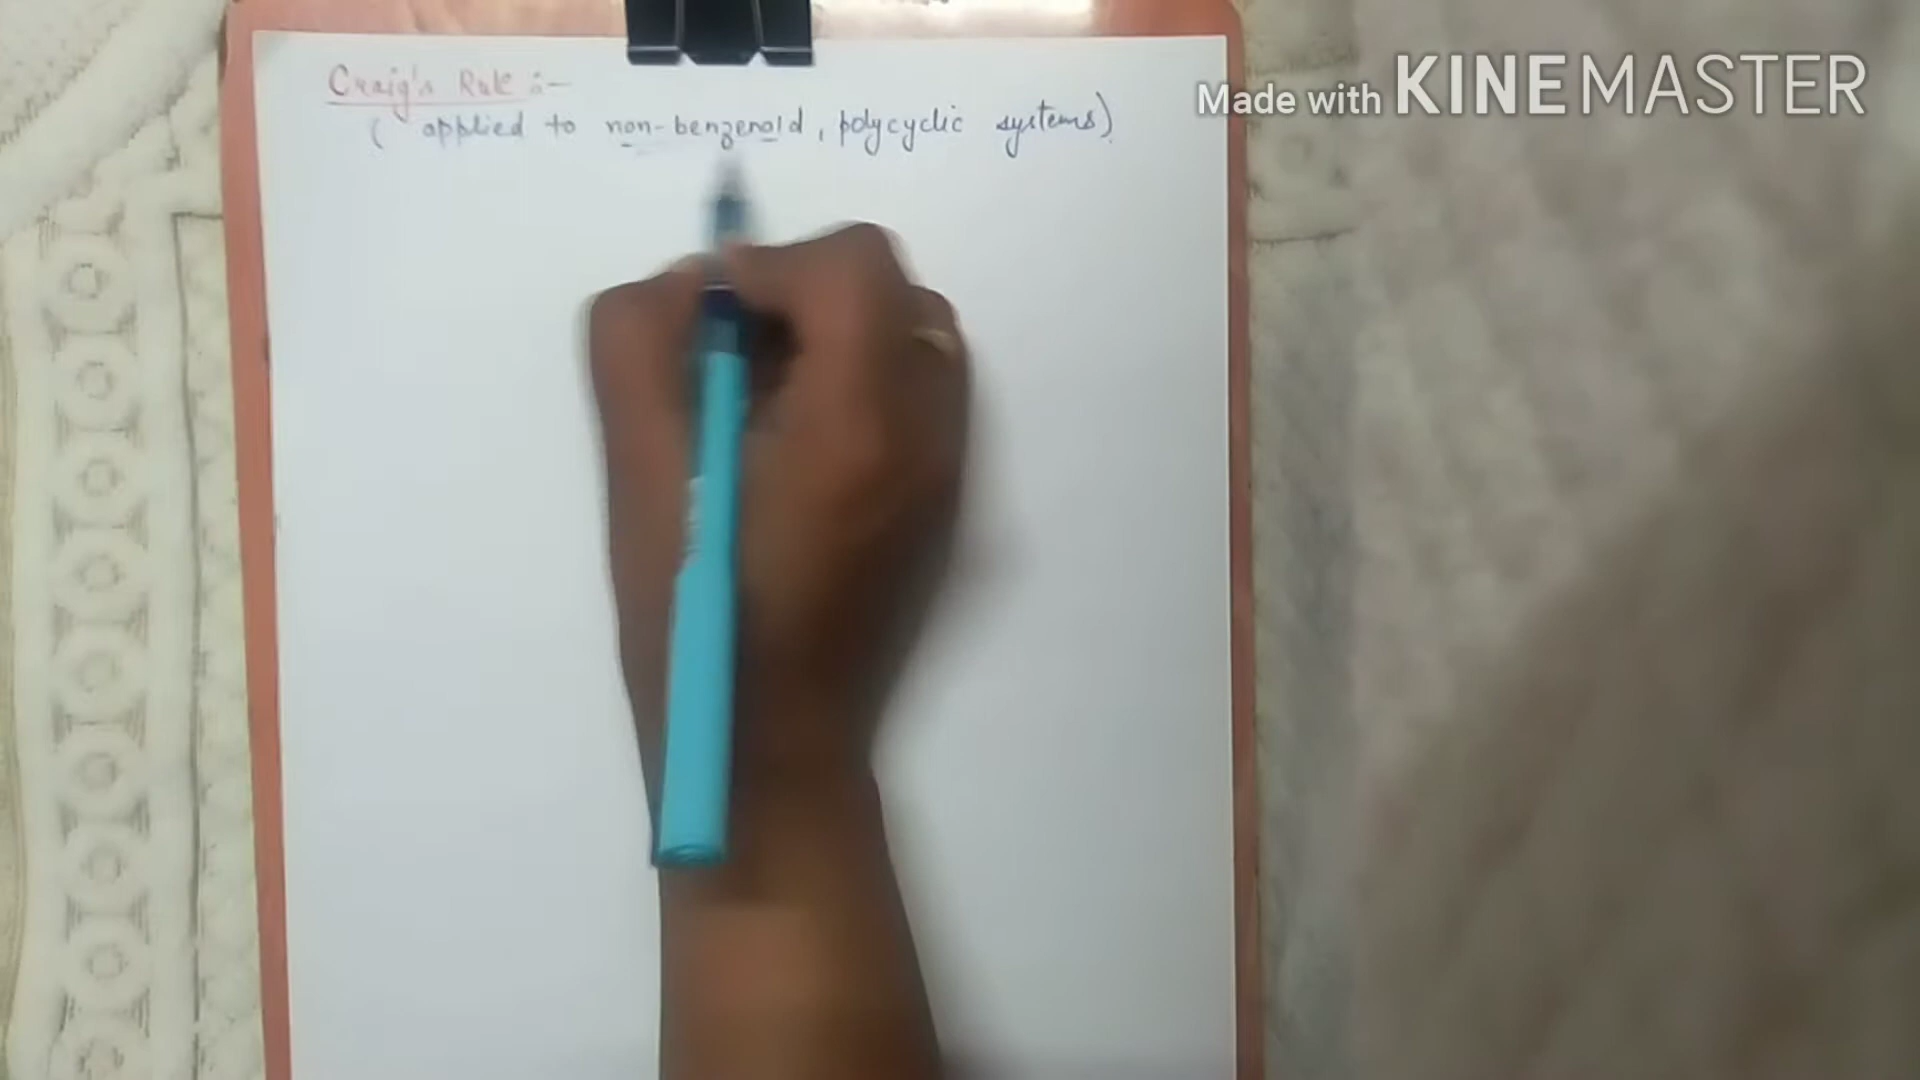 Craig's Rule :-
( applied to non-benzenoid, polycyclic systems).
Made with KINEMASTER